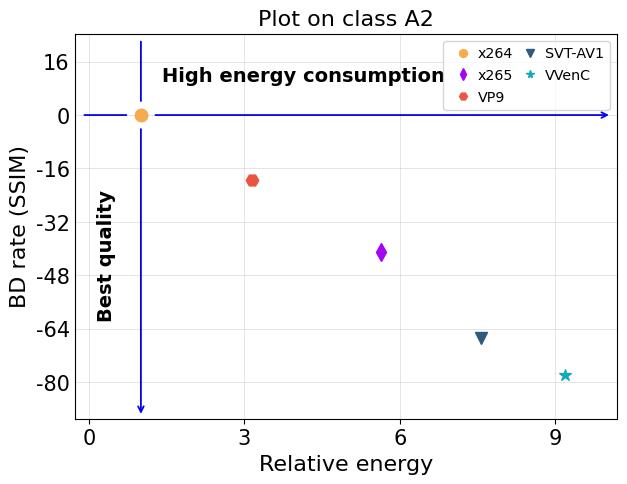 Plot on class A2
x264
x265
VP9
SVT-AV1
VVenC
High energy consumption
Best quality
BD rate (SSIM)
16
0
-16
-32
-48
-64
-80
0
3
6
9
Relative energy